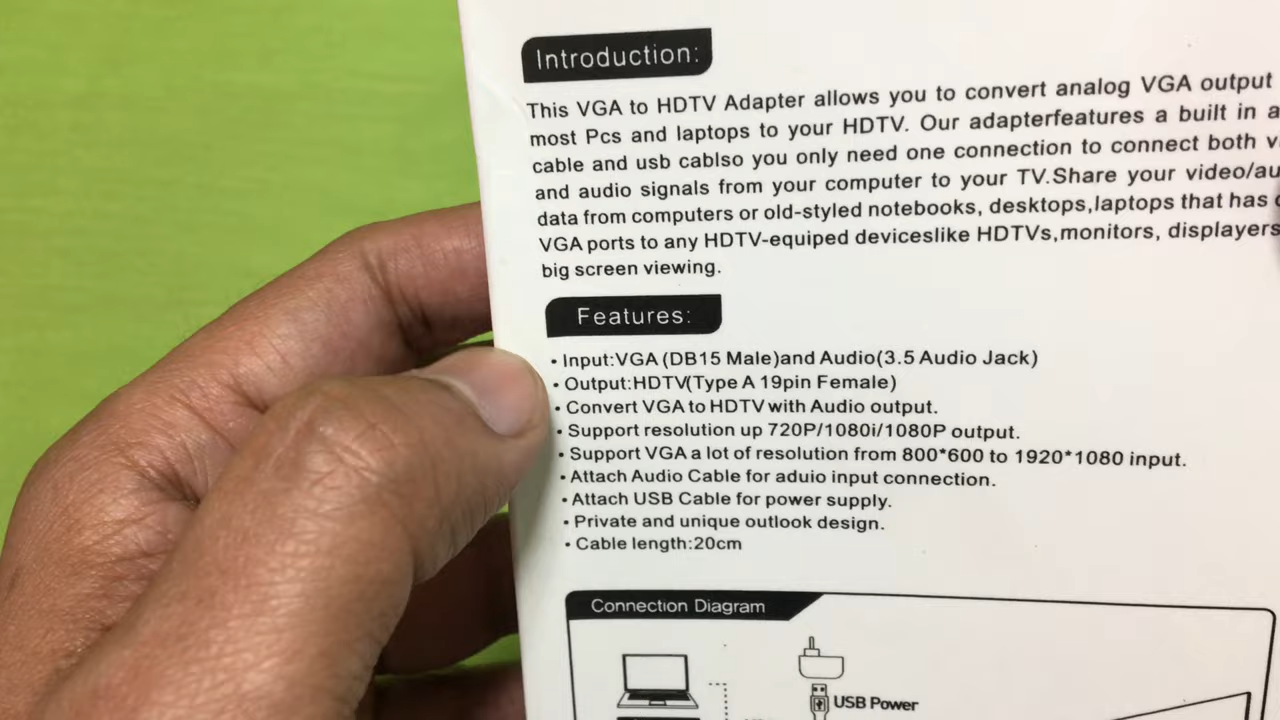 Introduction:
This VGA to HDTV Adapter allows you to convert analog VGA output
most Pcs and laptops to your HDTV. Our adapterfeatures a built in a
cable and usb cablso you only need one connection to connect both
and audio signals from your computer to your TV.Share your video/au
data from computers or old-styled notebooks, desktops,laptops that has
VGA ports to any HDTV-equiped deviceslike HDTVs,monitors, displayers
big screen viewing.
Features:
• Input:VGA (DB15 Male)and Audio(3.5 Audio Jack)
• Output:HDTV(Type A 19pin Female)
• Convert VGA to HDTV with Audio output.
• Support resolution up 720P/1080i/1080P output.
• Support VGA a lot of resolution from 800*600 to 1920*1080 input.
• Attach Audio Cable for aduio input connection.
• Attach USB Cable for power supply.
• Private and unique outlook design.
• Cable length:20cm
Connection Diagram
USB Power